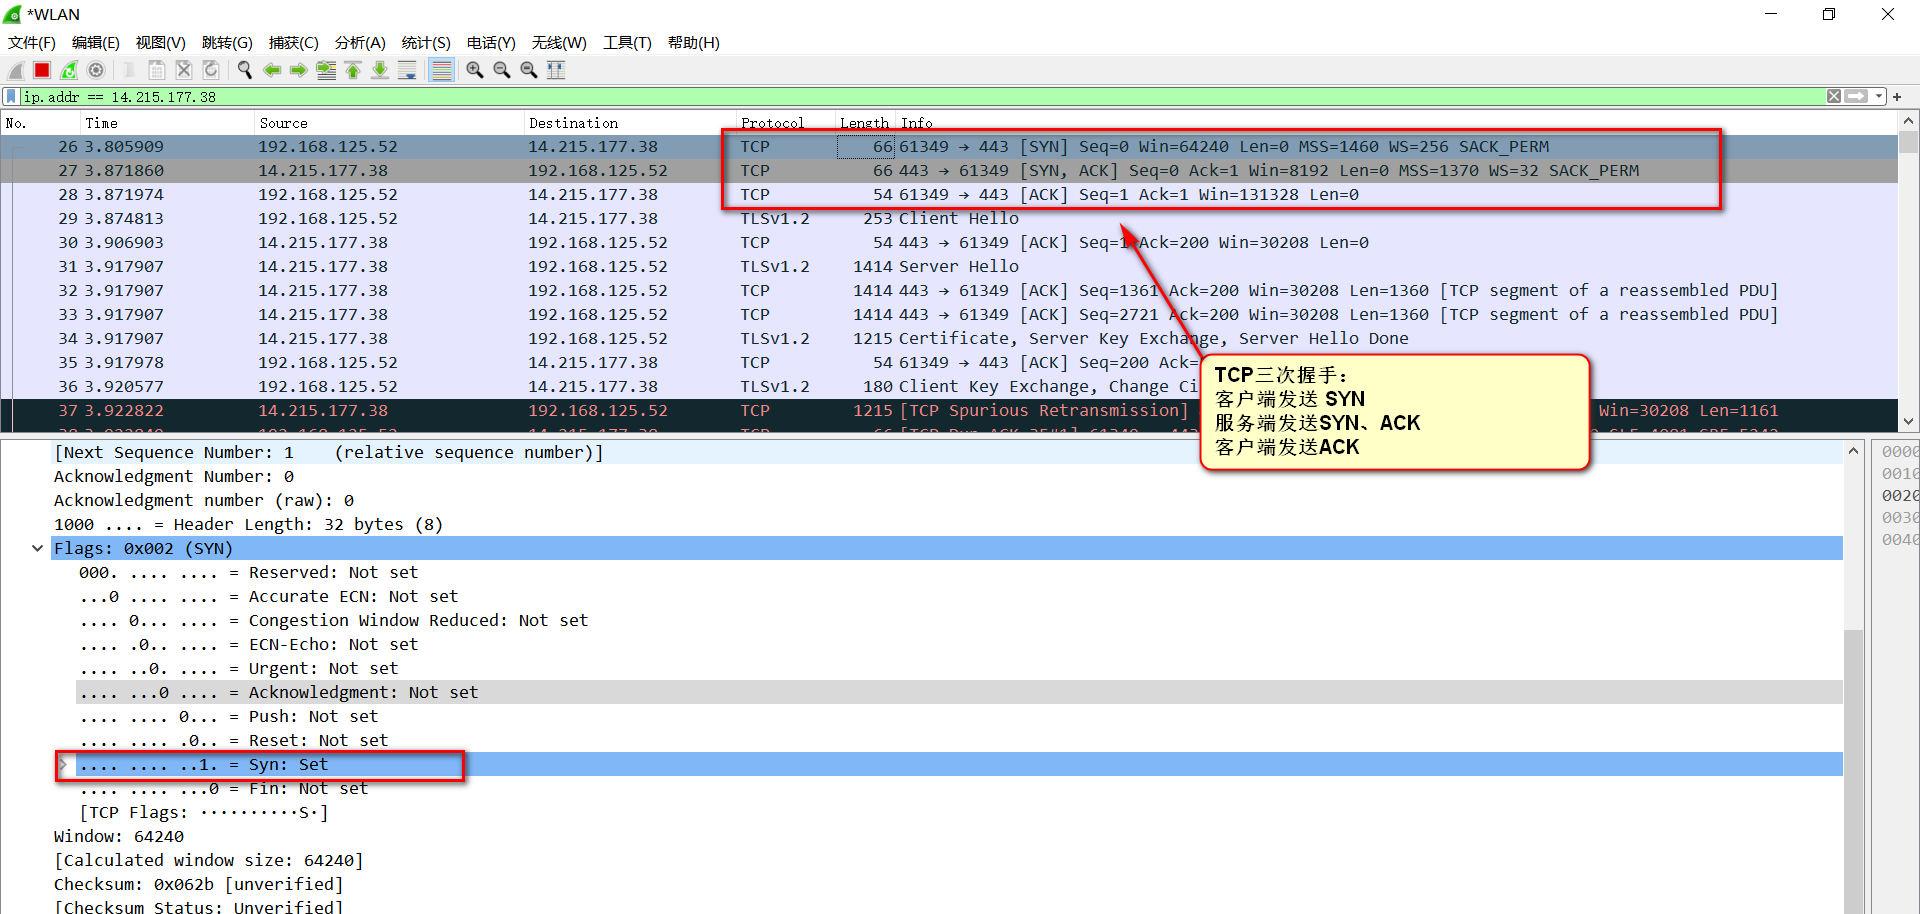 *WLAN
文件(F) 编辑(E) 视图(V) 跳转(G) 捕获(C) 分析(A) 统计(S) 电话(Y) 无线(W) 工具(T) 帮助(H)
ip.addr == 14.215.177.38
No. Time Source Destination Protocol Length Info
26 3.805909 192.168.125.52 14.215.177.38 TCP 66 61349 → 443 [SYN] Seq=0 Win=64240 Len=0 MSS=1460 WS=256 SACK_PERM
27 3.871860 14.215.177.38 192.168.125.52 TCP 66 443 → 61349 [SYN, ACK] Seq=0 Ack=1 Win=8192 Len=0 MSS=1370 WS=32 SACK_PERM
28 3.871974 192.168.125.52 14.215.177.38 TCP 54 61349 → 443 [ACK] Seq=1 Ack=1 Win=131328 Len=0
29 3.874813 192.168.125.52 14.215.177.38 TLSv1.2 253 Client Hello
30 3.906903 14.215.177.38 192.168.125.52 TCP 54 443 → 61349 [ACK] Seq=1 Ack=200 Win=30208 Len=0
31 3.917907 14.215.177.38 192.168.125.52 TLSv1.2 1414 Server Hello
32 3.917907 14.215.177.38 192.168.125.52 TCP 1414 443 → 61349 [ACK] Seq=1361 Ack=200 Win=30208 Len=1360 [TCP segment of a reassembled PDU]
33 3.917907 14.215.177.38 192.168.125.52 TCP 1414 443 → 61349 [ACK] Seq=2721 Ack=200 Win=30208 Len=1360 [TCP segment of a reassembled PDU]
34 3.917907 14.215.177.38 192.168.125.52 TLSv1.2 1215 Certificate, Server Key Exchange, Server Hello Done
35 3.917978 192.168.125.52 14.215.177.38 TCP 54 61349 → 443 [ACK] Seq=200 Ack=
36 3.920577 192.168.125.52 14.215.177.38 TLSv1.2 180 Client Key Exchange, Change Ci
37 3.922822 14.215.177.38 192.168.125.52 TCP 1215 [TCP Spurious Retransmission] Win=30208 Len=1161
TCP三次握手：
客户端发送 SYN
服务端发送SYN、ACK
客户端发送ACK
[Next Sequence Number: 1 (relative sequence number)]
Acknowledgment Number: 0
Acknowledgment number (raw): 0
1000 .... = Header Length: 32 bytes (8)
Flags: 0x002 (SYN)
000. .... .... = Reserved: Not set
...0 .... .... = Accurate ECN: Not set
.... 0... .... = Congestion Window Reduced: Not set
.... .0.. .... = ECN-Echo: Not set
.... ..0. .... = Urgent: Not set
.... ...0 .... = Acknowledgment: Not set
.... .... 0... = Push: Not set
.... .... .0.. = Reset: Not set
.... .... ..1. = Syn: Set
.... .... ...0 = Fin: Not set
[TCP Flags: ··········S·]
Window: 64240
[Calculated window size: 64240]
Checksum: 0x062b [unverified]
[Checksum Status: Unverified]
0000
0010
0020
0030
0040